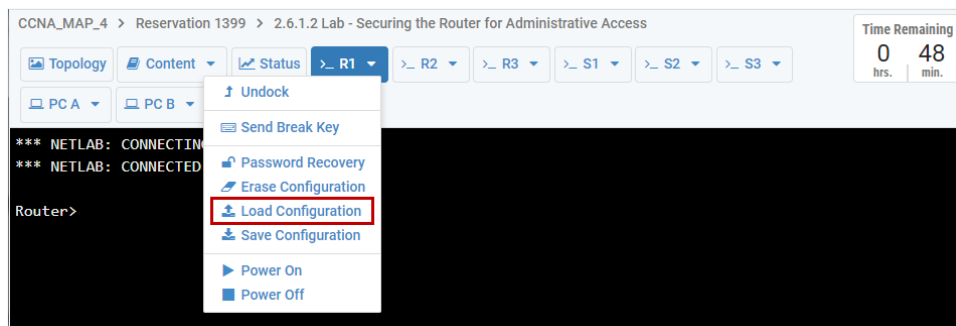 CCNA_MAP_4 > Reservation 1399 > 2.6.1.2 Lab - Securing the Router for Administrative Access
Time Remaining
0 48
hrs. min.
Topology Content Status >_ R1 >_ R2 >_ R3 >_ S1 >_ S2 >_ S3
PC A PC B
Undock
Send Break Key
Password Recovery
Erase Configuration
Load Configuration
Save Configuration
Power On
Power Off
*** NETLAB: CONNECTING
*** NETLAB: CONNECTED
Router>